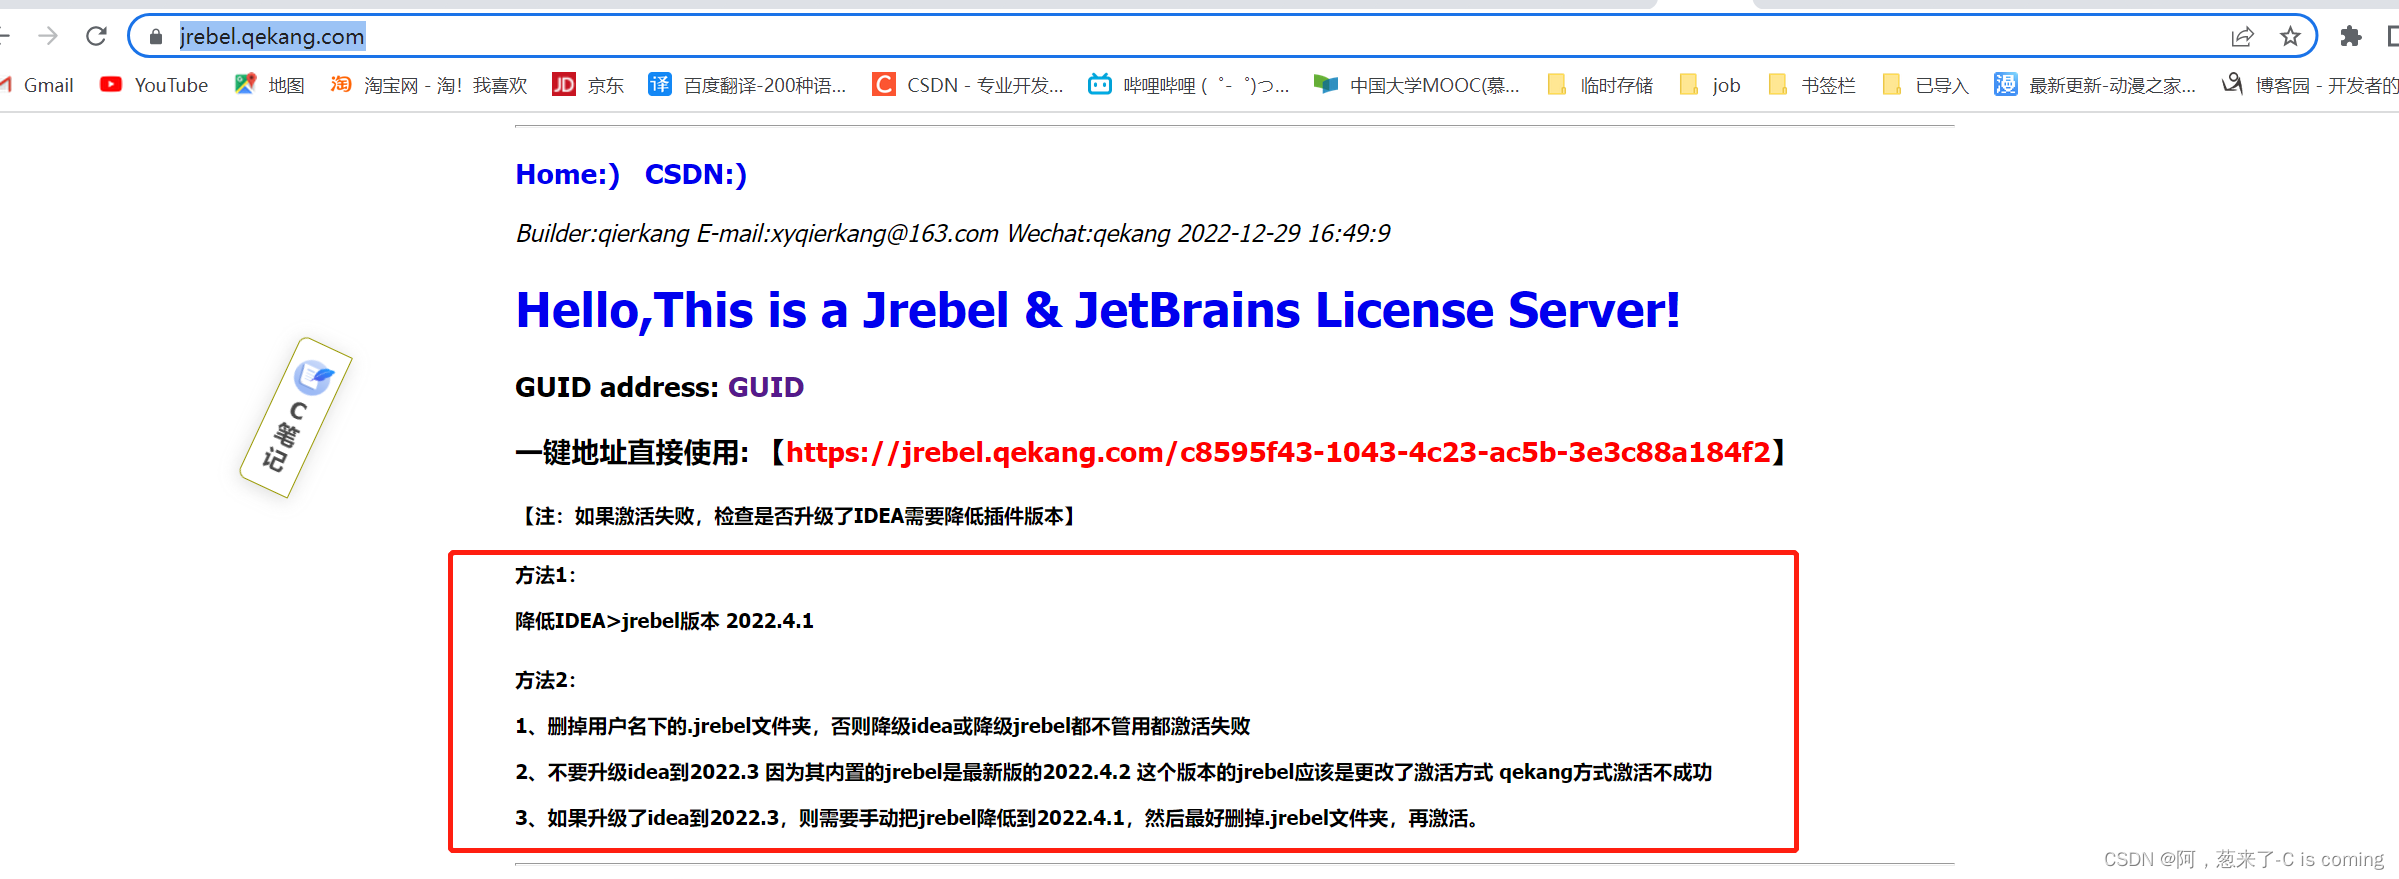 jrebel.qekang.com
Gmail YouTube 地图 淘宝网 - 淘！我喜欢 京东 百度翻译-200种语... CSDN - 专业开发... 哔哩哔哩 ( ゜- ゜)つ... 中国大学MOOC(慕... 临时存储 job 书签栏 已导入 最新更新-动漫之家... 博客园 - 开发者的
Home:) CSDN:)
Builder:qierkang E-mail:xyqierkang@163.com Wechat:qekang 2022-12-29 16:49:9
Hello,This is a Jrebel & JetBrains License Server!
GUID address: GUID
C笔记
一键地址直接使用: 【https://jrebel.qekang.com/c8595f43-1043-4c23-ac5b-3e3c88a184f2】
【注：如果激活失败，检查是否升级了IDEA需要降低插件版本】
方法1：
降低IDEA>jrebel版本 2022.4.1
方法2：
1、删掉用户名下的.jrebel文件夹，否则降级idea或降级jrebel都不管用都激活失败
2、不要升级idea到2022.3 因为其内置的jrebel是最新版的2022.4.2 这个版本的jrebel应该是更改了激活方式 qekang方式激活不成功
3、如果升级了idea到2022.3，则需要手动把jrebel降低到2022.4.1，然后最好删掉.jrebel文件夹，再激活。
CSDN @阿，葱来了-C is coming